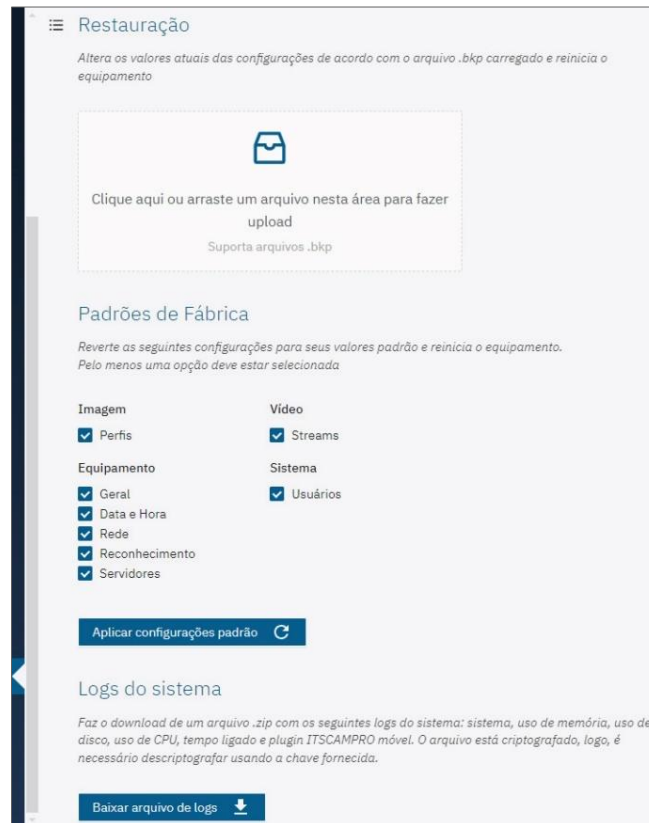 Restauração
Altera os valores atuais das configurações de acordo com o arquivo .bkp carregado e reinicia o
equipamento
Clique aqui ou arraste um arquivo nesta área para fazer
upload
Suporta arquivos .bkp
Padrões de Fábrica
Reverte as seguintes configurações para seus valores padrão e reinicia o equipamento.
Pelo menos uma opção deve estar selecionada
Imagem
Vídeo
Perfis
Streams
Equipamento
Sistema
Geral
Usuários
Data e Hora
Rede
Reconhecimento
Servidores
Aplicar configurações padrão
Logs do sistema
Faz o download de um arquivo .zip com os seguintes logs do sistema: sistema, uso de memória, uso de
disco, uso de CPU, tempo ligado e plugin ITSCAMPRO móvel. O arquivo está criptografado, logo, é
necessário descriptografar usando a chave fornecida.
Baixar arquivo de logs